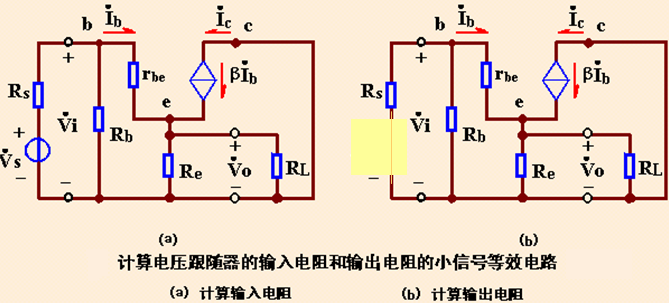 b İb İc c
rbe βİb
Rs + V̇i Rb e
+ V̇s − − Re + V̇o − RL
(a)
b İb İc c
rbe βİb
Rs + V̇i Rb e
− − Re + V̇o − RL
(b)
计算电压跟随器的输入电阻和输出电阻的小信号等效电路
(a) 计算输入电阻 (b) 计算输出电阻